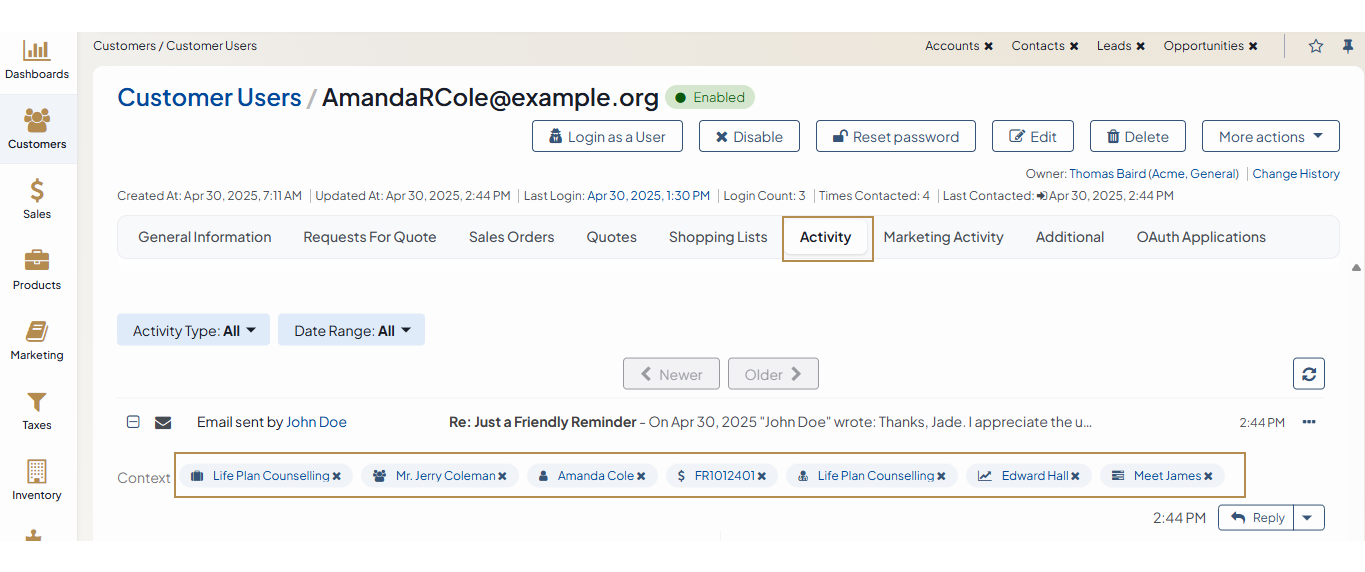 Customers / Customer Users Accounts ✖ Contacts ✖ Leads ✖ Opportunities ✖
Dashboards
Customers
Sales
Products
Marketing
Taxes
Inventory
Customer Users / AmandaRCole@example.org Enabled
Login as a User Disable Reset password Edit Delete More actions
Owner: Thomas Baird (Acme, General) | Change History
Created At: Apr 30, 2025, 7:11 AM | Updated At: Apr 30, 2025, 2:44 PM | Last Login: Apr 30, 2025, 1:30 PM | Login Count: 3 | Times Contacted: 4 | Last Contacted: Apr 30, 2025, 2:44 PM
General Information Requests For Quote Sales Orders Quotes Shopping Lists Activity Marketing Activity Additional OAuth Applications
Activity Type: All Date Range: All
Newer Older
Email sent by John Doe Re: Just a Friendly Reminder - On Apr 30, 2025 "John Doe" wrote: Thanks, Jade. I appreciate the u... 2:44 PM ···
Context Life Plan Counselling ✖ Mr. Jerry Coleman ✖ Amanda Cole ✖ $ FR1012401 ✖ Life Plan Counselling ✖ Edward Hall ✖ Meet James ✖
2:44 PM Reply